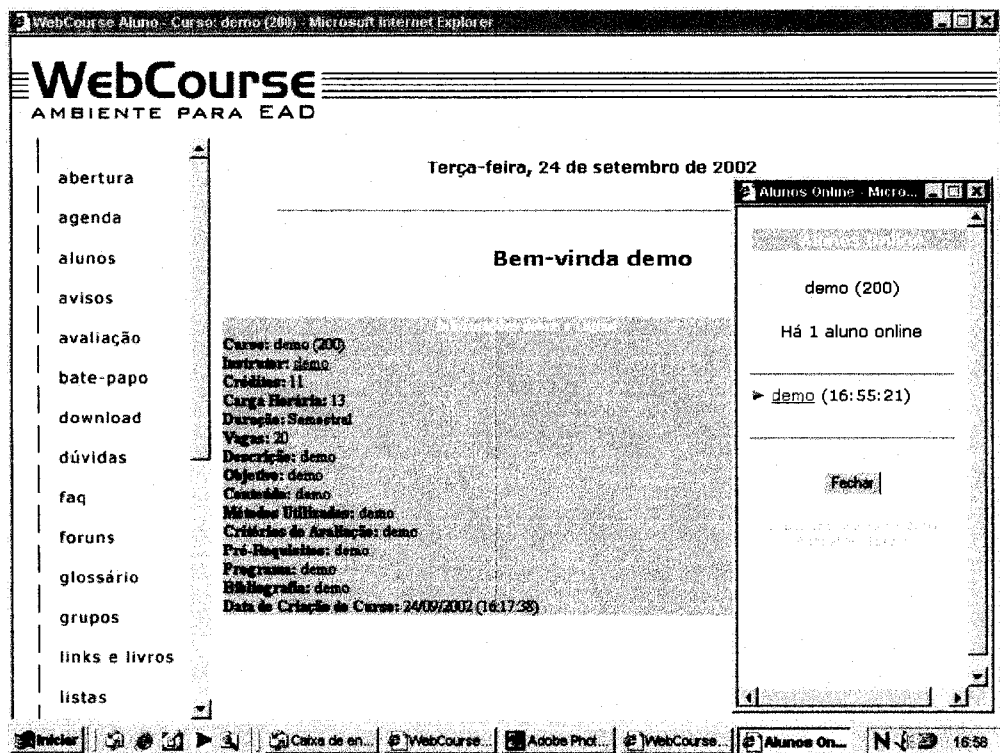 WebCourse Aluno - Curso: demo (200) - Microsoft Internet Explorer
WebCourse
AMBIENTE PARA EAD
abertura
agenda
alunos
avisos
avaliação
bate-papo
download
dúvidas
faq
foruns
glossário
grupos
links e livros
listas
Terça-feira, 24 de setembro de 2002
Bem-vinda demo
Curso: demo (200)
Instrutor: demo
Créditos: 11
Carga Horária: 13
Duração: Semestral
Vagas: 20
Descrição: demo
Objetivo: demo
Conteúdo: demo
Métodos Utilizados: demo
Critérios de Avaliação: demo
Pré-Requisitos: demo
Programa: demo
Bibliografia: demo
Data de Criação do Curso: 24/09/2002 (16:17:38)
Alunos Online - Micro...
Alunos Online
demo (200)
Há 1 aluno online
demo (16:55:21)
Fechar
Iniciar
Caixa de en...
WebCourse...
Adobe Phot...
WebCourse...
Alunos On...
16:58